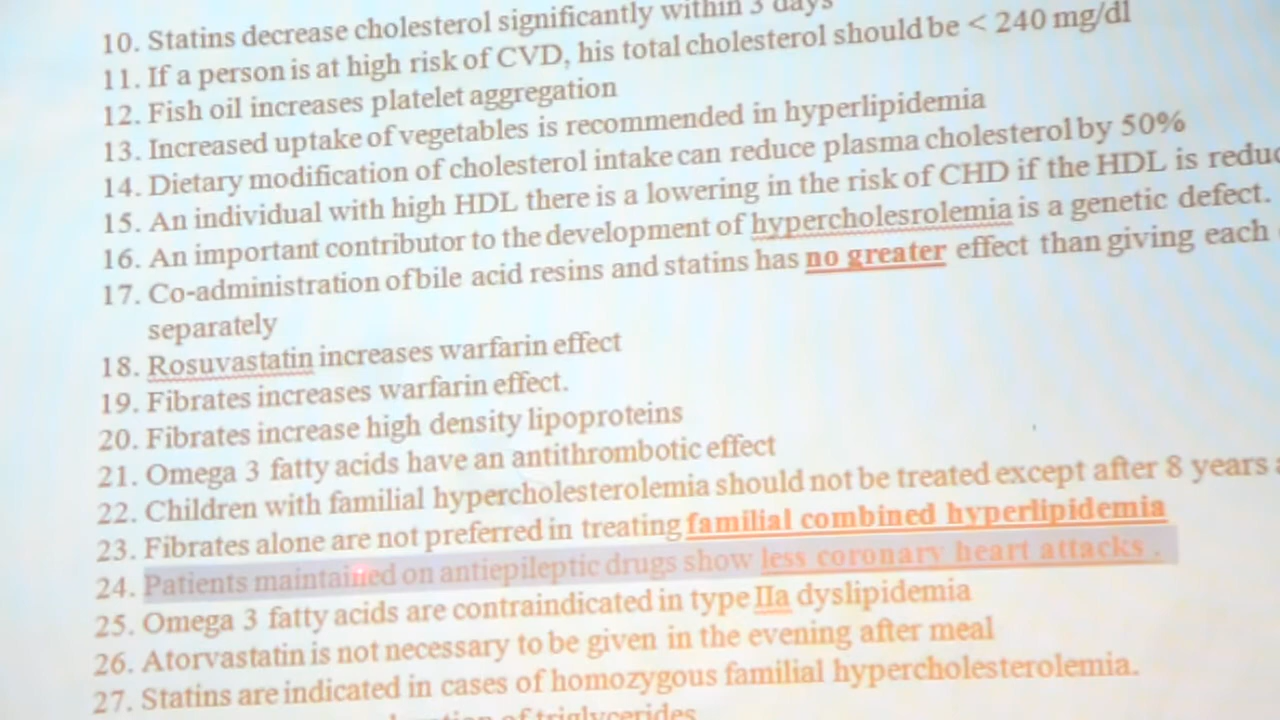 10. Statins decrease cholesterol significantly within 3 days
11. If a person is at high risk of CVD, his total cholesterol should be < 240 mg/dl
12. Fish oil increases platelet aggregation
13. Increased uptake of vegetables is recommended in hyperlipidemia
14. Dietary modification of cholesterol intake can reduce plasma cholesterol by 50%
15. An individual with high HDL there is a lowering in the risk of CHD if the HDL is reduc
16. An important contributor to the development of hypercholesrolemia is a genetic defect.
17. Co-administration of bile acid resins and statins has no greater effect than giving each
separately
18. Rosuvastatin increases warfarin effect
19. Fibrates increases warfarin effect.
20. Fibrates increase high density lipoproteins
21. Omega 3 fatty acids have an antithrombotic effect
22. Children with familial hypercholesterolemia should not be treated except after 8 years
23. Fibrates alone are not preferred in treating familial combined hyperlipidemia
24. Patients maintained on antiepileptic drugs show less coronary heart attacks .
25. Omega 3 fatty acids are contraindicated in type IIa dyslipidemia
26. Atorvastatin is not necessary to be given in the evening after meal
27. Statins are indicated in cases of homozygous familial hypercholesterolemia.
of triglycerides